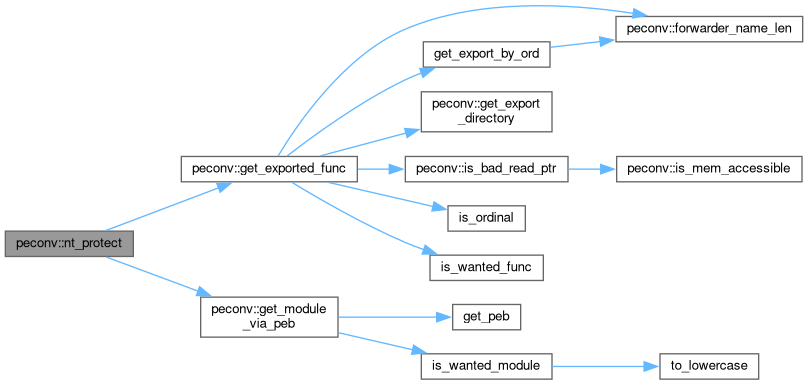 peconv::nt_protect
peconv::get_exported_func
peconv::forwarder_name_len
get_export_by_ord
peconv::get_export
_directory
peconv::is_bad_read_ptr
peconv::is_mem_accessible
is_ordinal
is_wanted_func
peconv::get_module
_via_peb
get_peb
is_wanted_module
to_lowercase